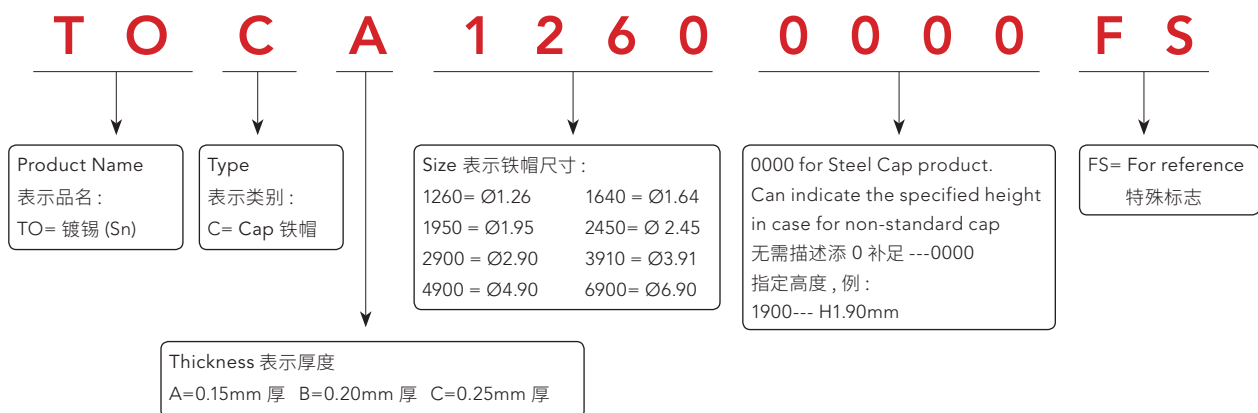 T O C A 1 2 6 0 0 0 0 0 F S
Product Name
表示品名 :
TO= 镀锡 (Sn)
Type
表示类别 :
C= Cap 铁帽
Size 表示铁帽尺寸 :
1260= Ø1.26 1640 = Ø1.64
1950 = Ø1.95 2450= Ø 2.45
2900 = Ø2.90 3910 = Ø3.91
4900 = Ø4.90 6900= Ø6.90
0000 for Steel Cap product.
Can indicate the specified height
in case for non-standard cap
无需描述添 0 补足 ---0000
指定高度 , 例 :
1900--- H1.90mm
FS= For reference
特殊标志
Thickness 表示厚度
A=0.15mm 厚 B=0.20mm 厚 C=0.25mm 厚